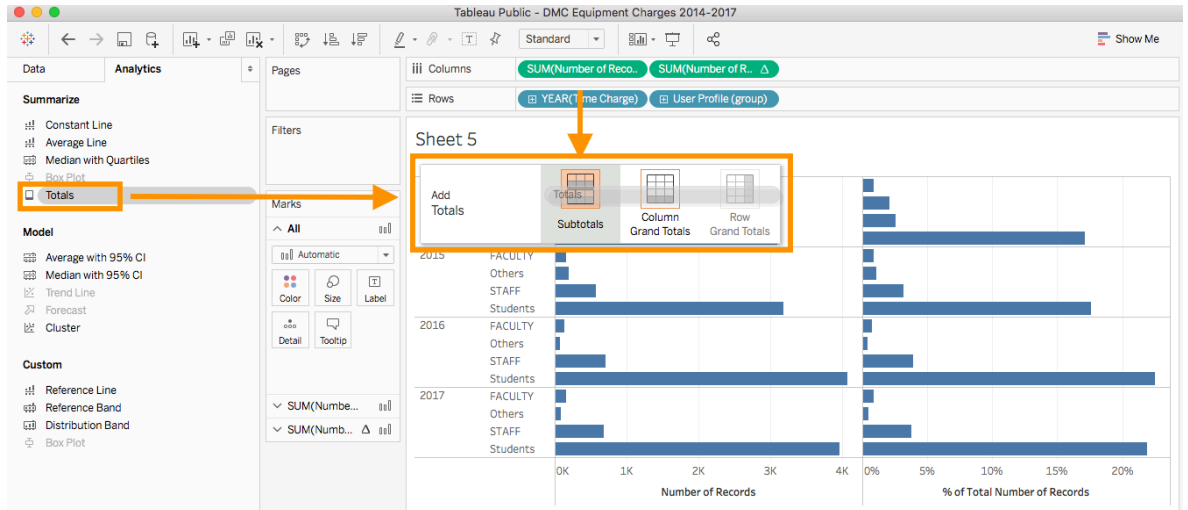 Tableau Public - DMC Equipment Charges 2014-2017
T
Standard
Show Me
Data Analytics
Summarize
Constant Line
Average Line
Median with Quartiles
Box Plot
Totals
Model
Average with 95% CI
Median with 95% CI
Trend Line
Forecast
Cluster
Custom
Reference Line
Reference Band
Distribution Band
Box Plot
Pages
Filters
Marks
All
Automatic
Color Size Label
T
Detail Tooltip
SUM(Numbe...
SUM(Numb... Δ
iii Columns SUM(Number of Reco.. SUM(Number of R.. Δ
Rows YEAR(Time Charge) User Profile (group)
Sheet 5
Add
Totals
Totals
Subtotals
Column
Grand Totals
Row
Grand Totals
2015 FACULTY
Others
STAFF
Students
2016 FACULTY
Others
STAFF
Students
2017 FACULTY
Others
STAFF
Students
0K 1K 2K 3K 4K 0% 5% 10% 15% 20%
Number of Records % of Total Number of Records